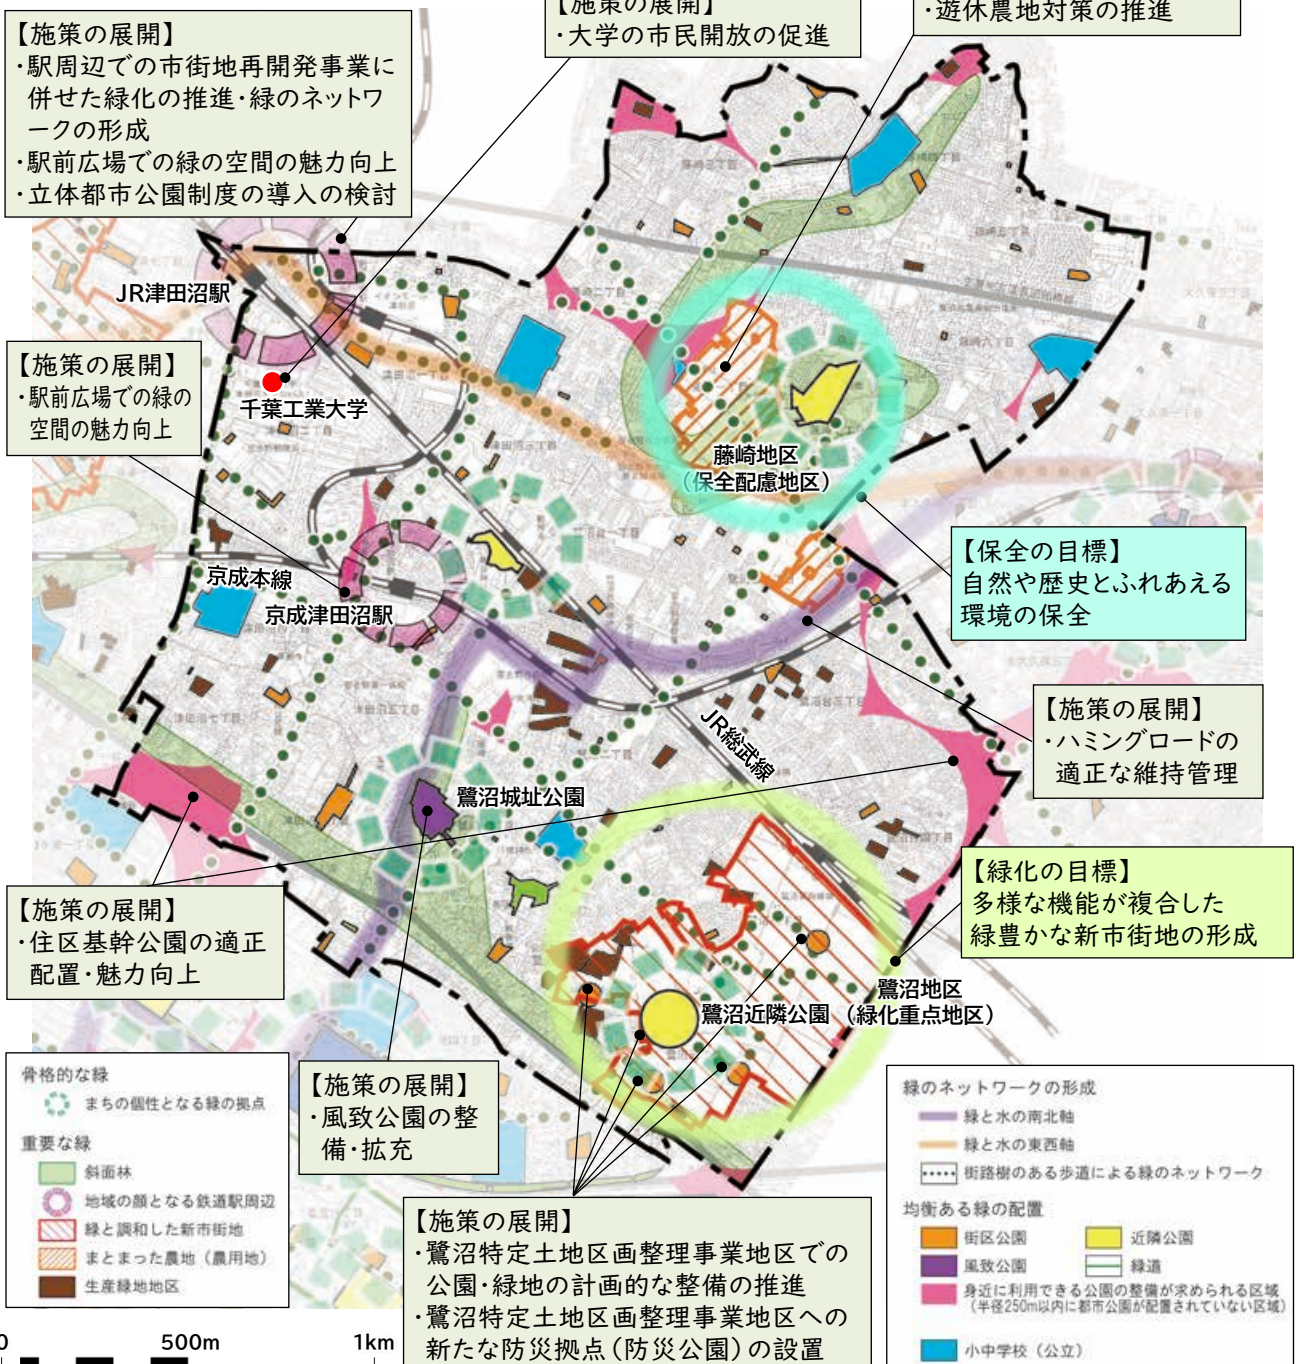 【施策の展開】
・駅周辺での市街地再開発事業に
併せた緑化の推進・緑のネットワ
ークの形成
・駅前広場での緑の空間の魅力向上
・立体都市公園制度の導入の検討
【施策の展開】
・大学の市民開放の促進
・遊休農地対策の推進
JR津田沼駅
【施策の展開】
・駅前広場での緑の
空間の魅力向上
千葉工業大学
藤崎地区
（保全配慮地区）
【保全の目標】
自然や歴史とふれあえる
環境の保全
京成本線
京成津田沼駅
【施策の展開】
・ハミングロードの
適正な維持管理
JR総武線
鷺沼城址公園
【緑化の目標】
多様な機能が複合した
緑豊かな新市街地の形成
【施策の展開】
・住区基幹公園の適正
配置・魅力向上
鷺沼地区
（緑化重点地区）
鷺沼近隣公園
【施策の展開】
・風致公園の整
備・拡充
【施策の展開】
・鷺沼特定土地区画整理事業地区での
公園・緑地の計画的な整備の推進
・鷺沼特定土地区画整理事業地区への
新たな防災拠点（防災公園）の設置
骨格的な緑
まちの個性となる緑の拠点
重要な緑
斜面林
地域の顔となる鉄道駅周辺
緑と調和した新市街地
まとまった農地（農用地）
生産緑地地区
0 500m 1km
緑のネットワークの形成
緑と水の南北軸
緑と水の東西軸
街路樹のある歩道による緑のネットワーク
均衡ある緑の配置
街区公園 近隣公園
風致公園 緑道
身近に利用できる公園の整備が求められる区域
（半径250m以内に都市公園が配置されていない区域）
小中学校（公立）